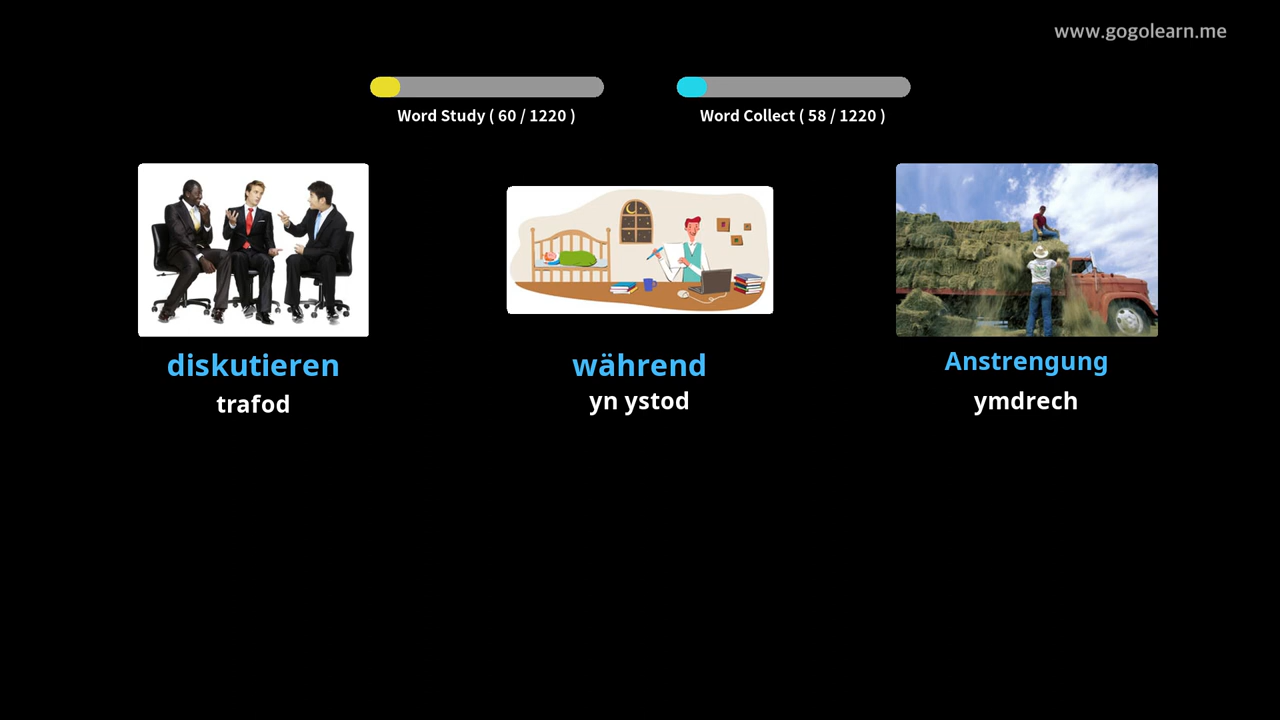 www.gogolearn.me
Word Study ( 60 / 1220 )
Word Collect ( 58 / 1220 )
diskutieren
trafod
während
yn ystod
Anstrengung
ymdrech